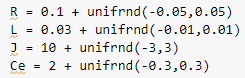 R = 0.1 + unifrnd(-0.05,0.05)
L = 0.03 + unifrnd(-0.01,0.01)
J = 10 + unifrnd(-3,3)
Ce = 2 + unifrnd(-0.3,0.3)